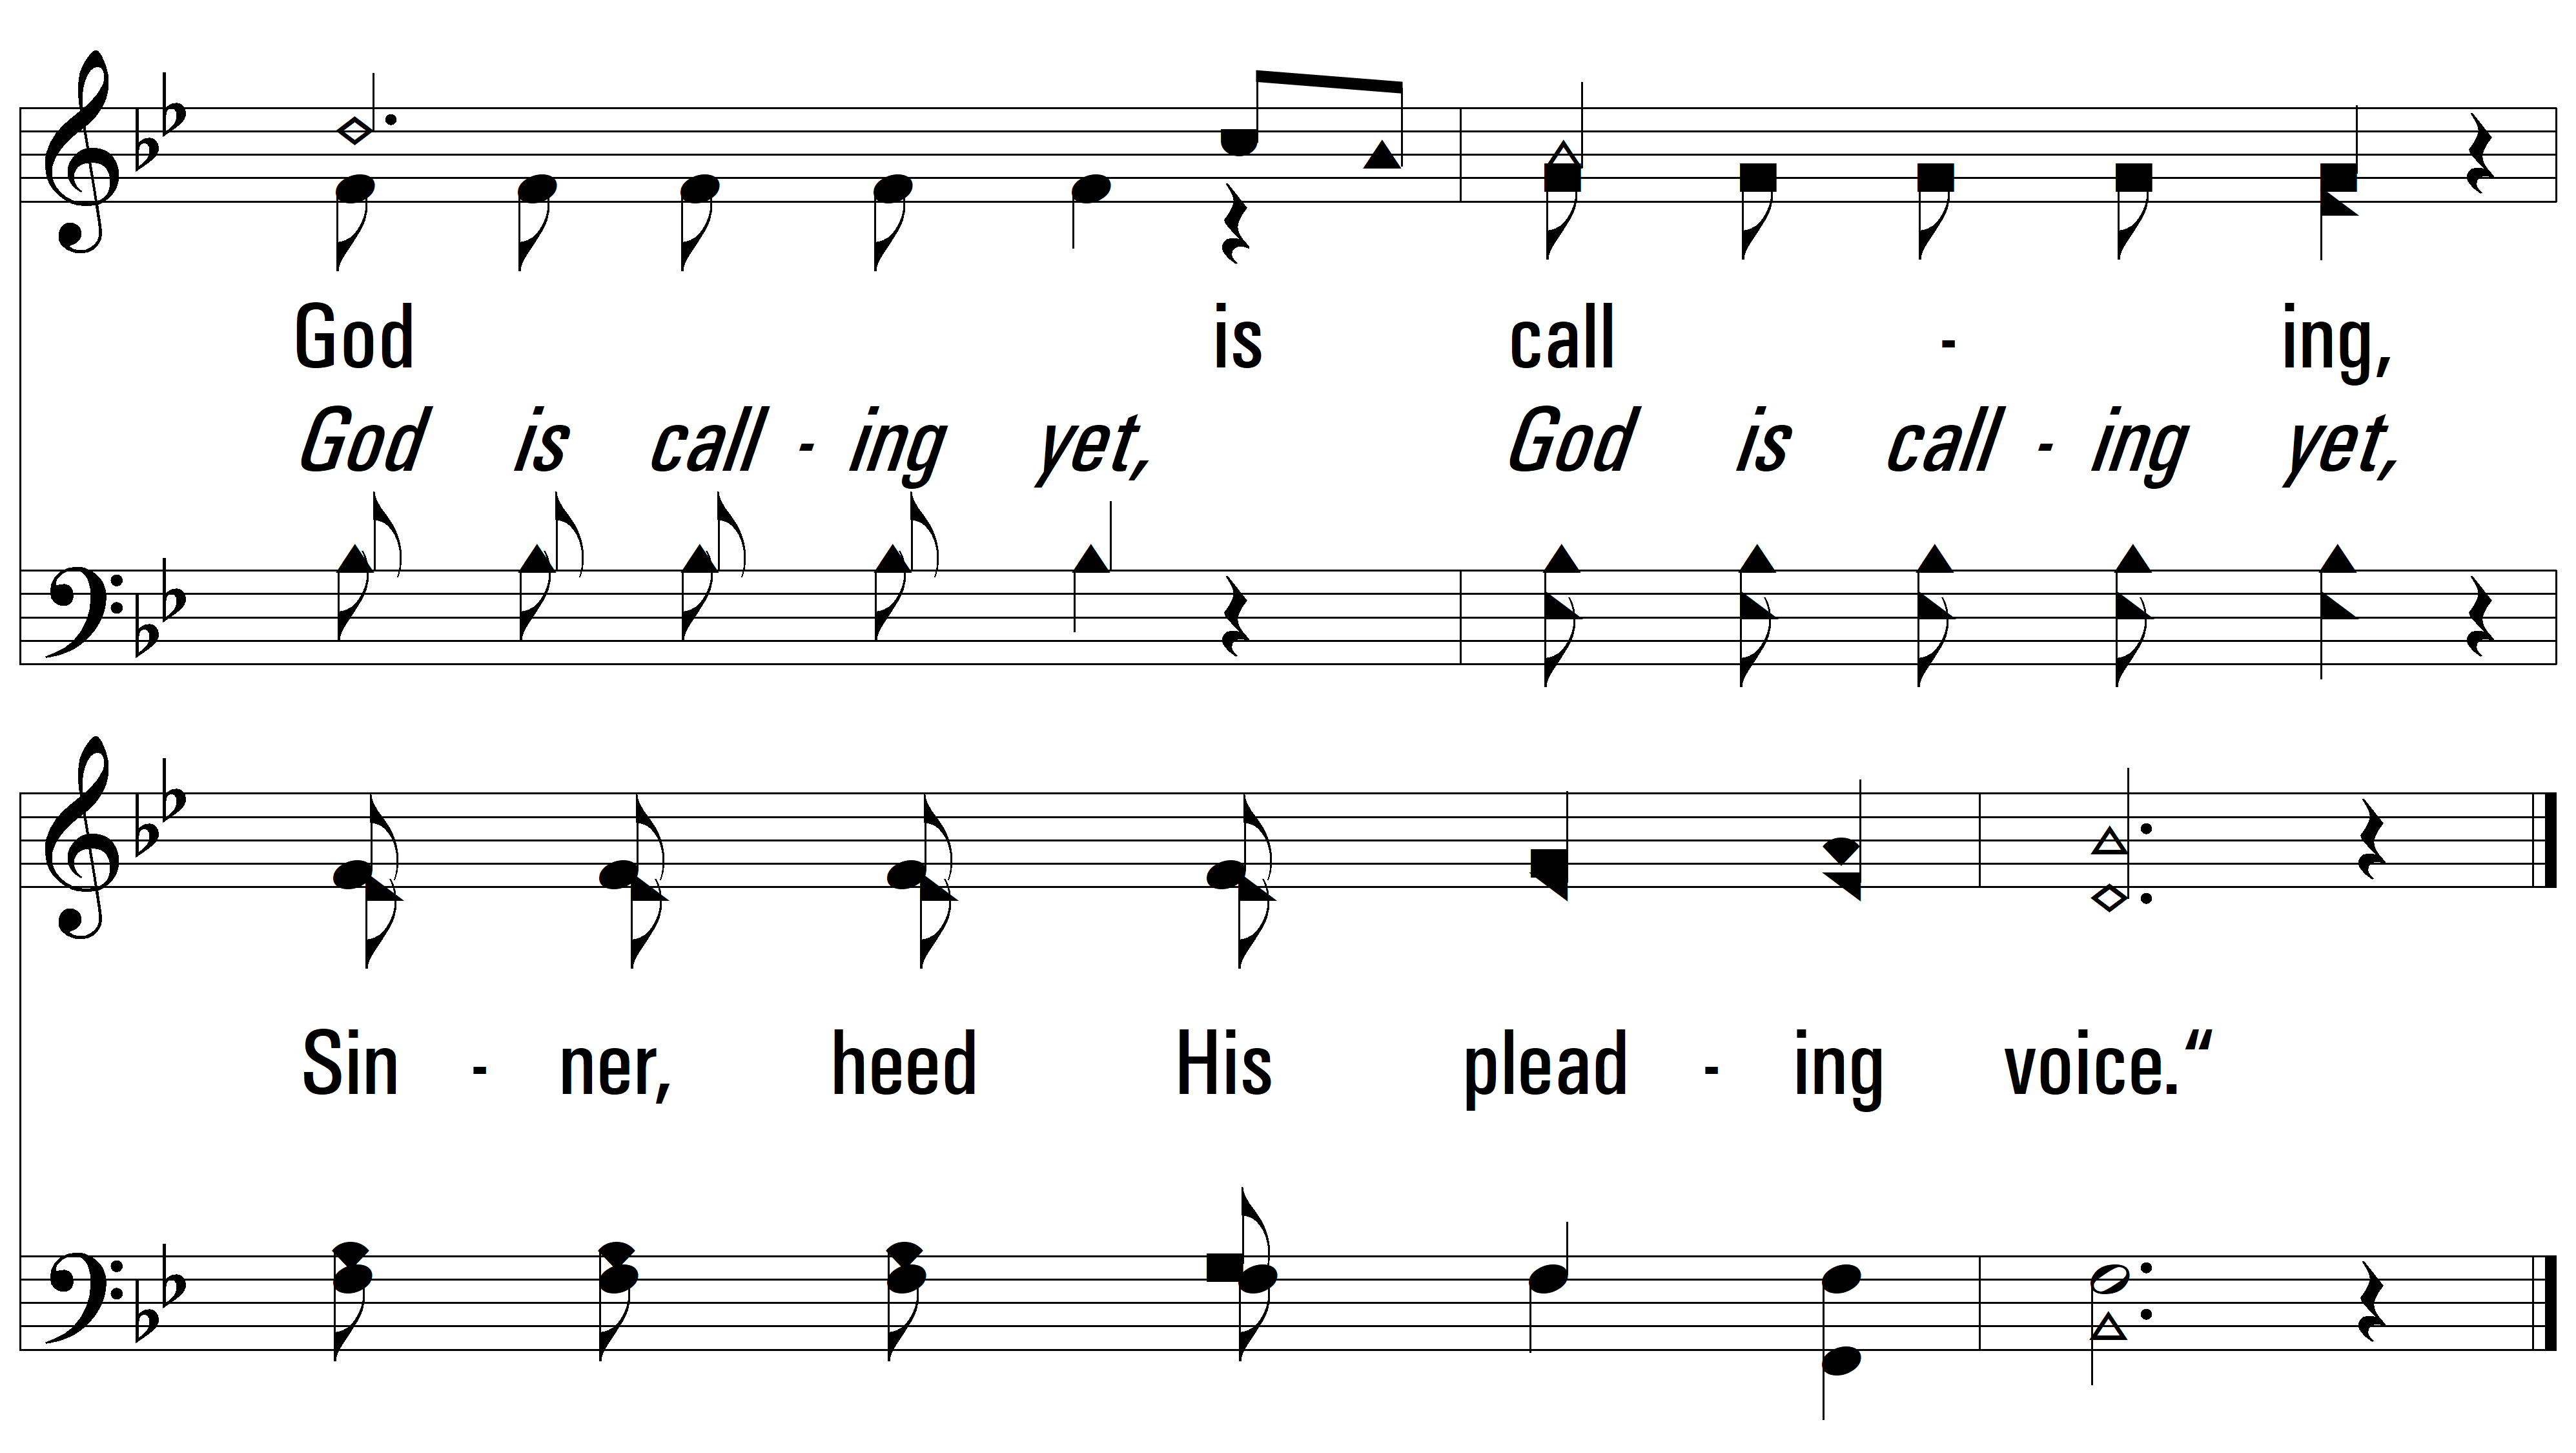 God is call - ing,
God is call - ing yet, God is call - ing yet,
Sin - ner, heed His plead - ing voice.“